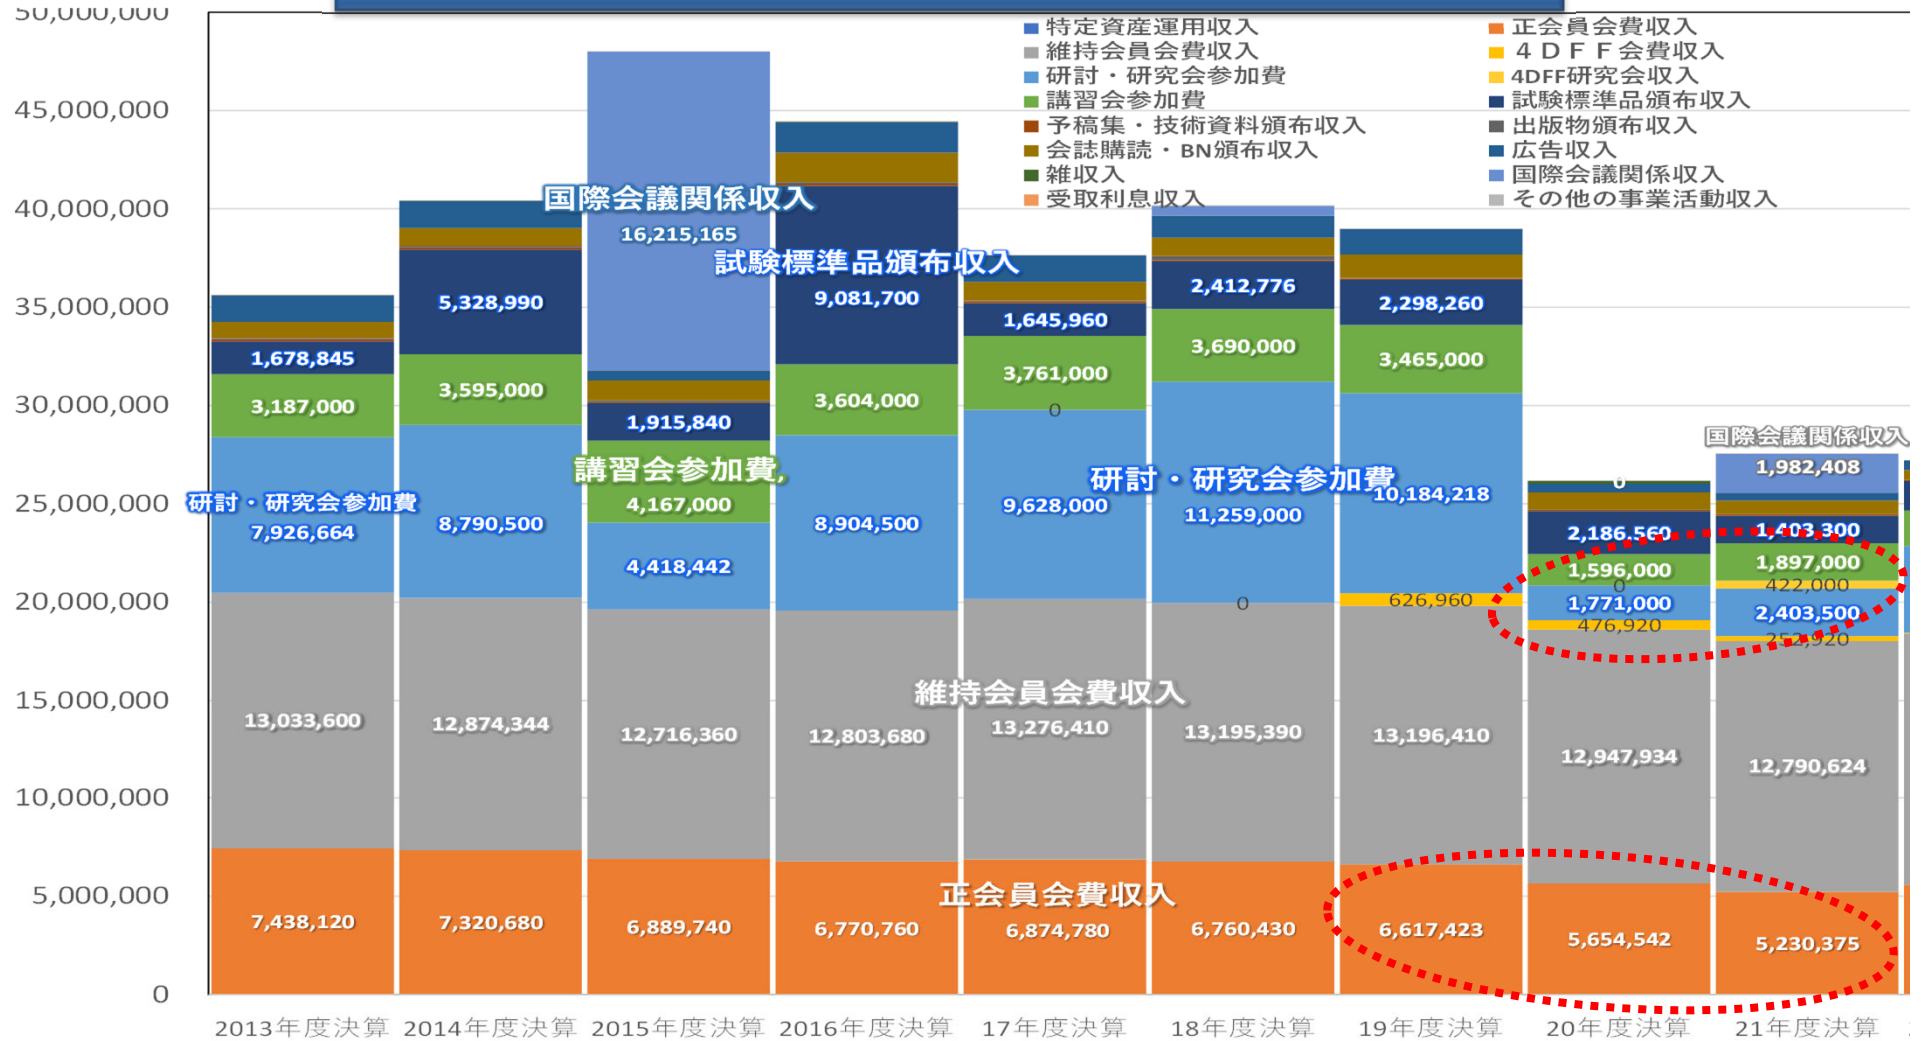 50,000,000
45,000,000
40,000,000
35,000,000
30,000,000
25,000,000
20,000,000
15,000,000
10,000,000
5,000,000
0
特定資産運用収入
正会員会費収入
維持会員会費収入
４ＤＦＦ会費収入
研討・研究会参加費
4DFF研究会収入
講習会参加費
試験標準品頒布収入
予稿集・技術資料頒布収入
出版物頒布収入
会誌購読・BN頒布収入
広告収入
雑収入
国際会議関係収入
受取利息収入
その他の事業活動収入
1,678,845
3,187,000
研討・研究会参加費
7,926,664
13,033,600
7,438,120
2013年度決算
5,328,990
3,595,000
8,790,500
12,874,344
7,320,680
2014年度決算
国際会議関係収入
16,215,165
1,915,840
講習会参加費,
4,167,000
4,418,442
12,716,360
6,889,740
2015年度決算
試験標準品頒布収入
9,081,700
3,604,000
8,904,500
12,803,680
6,770,760
2016年度決算
1,645,960
3,761,000
0
9,628,000
維持会員会費収入
13,276,410
正会員会費収入
6,874,780
17年度決算
2,412,776
3,690,000
研討・研究会参加費
11,259,000
0
13,195,390
6,760,430
18年度決算
2,298,260
3,465,000
10,184,218
626,960
13,196,410
6,617,423
19年度決算
0
2,186,560
1,596,000
0
1,771,000
476,920
12,947,934
5,654,542
20年度決算
国際会議関係収入
1,982,408
1,403,300
1,897,000
422,000
2,403,500
252,920
12,790,624
5,230,375
21年度決算